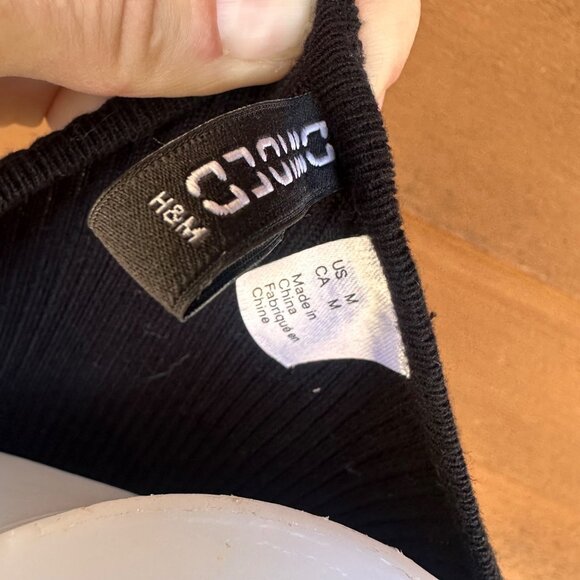 H&M
US M
CA M
Made in
China
Fabriqué en
Chine